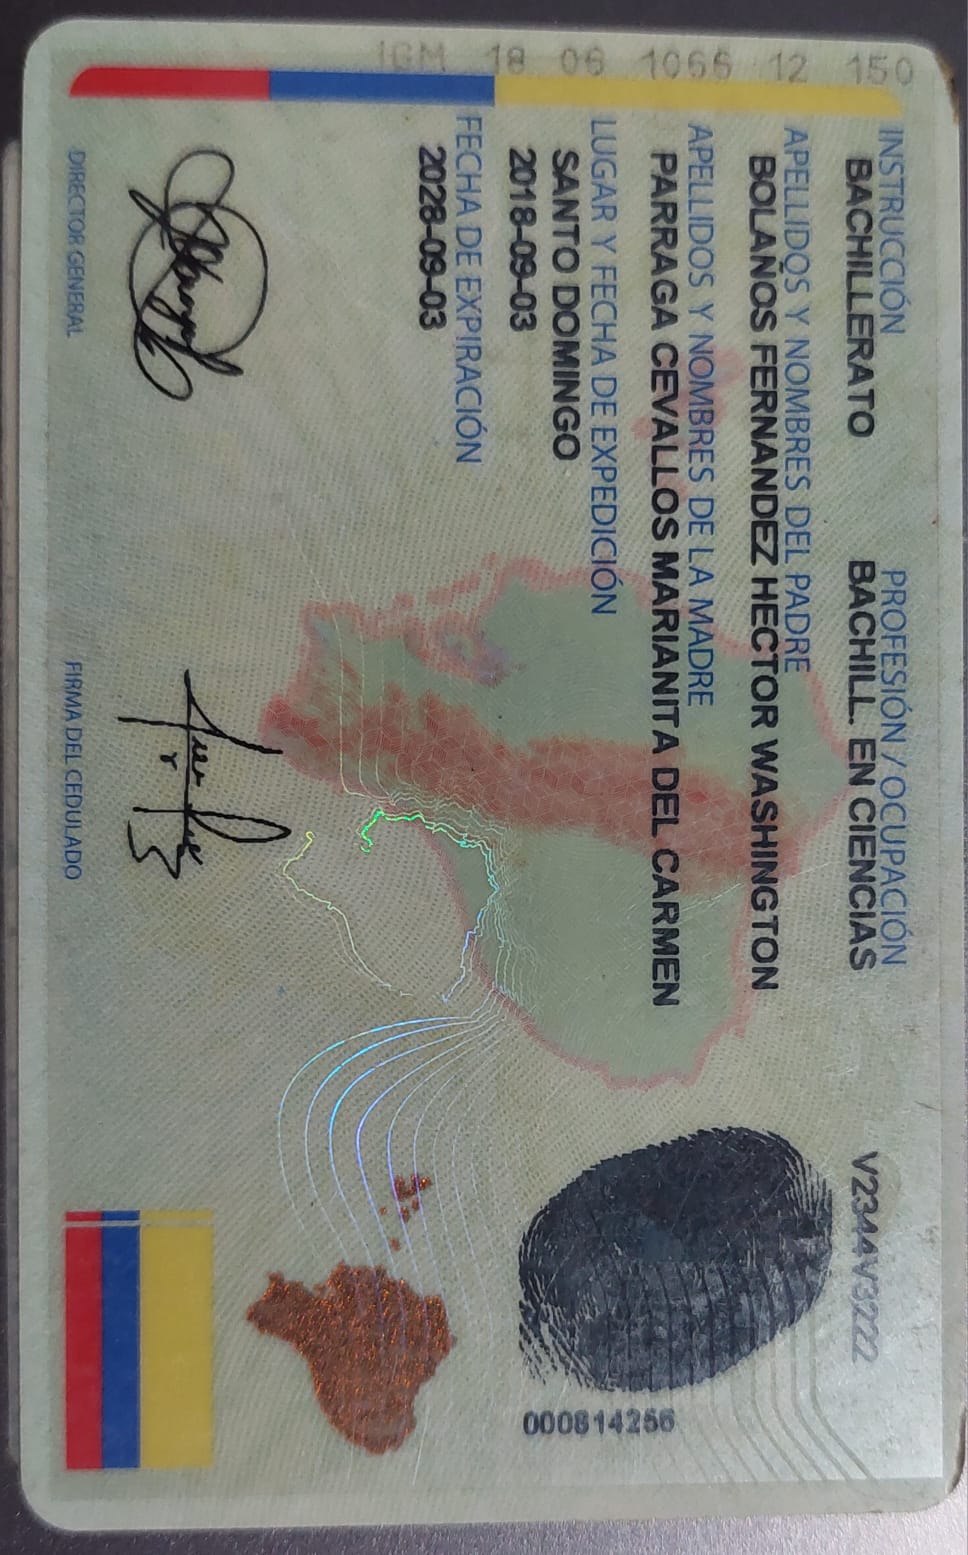 IGM 18 06 1066 12 150
INSTRUCCIÓN
BACHILLERATO
PROFESIÓN / OCUPACIÓN
BACHILL. EN CIENCIAS
V234AV3222
APELLIDOS Y NOMBRES DEL PADRE
BOLAÑOS FERNANDEZ HECTOR WASHINGTON
APELLIDOS Y NOMBRES DE LA MADRE
PARRAGA CEVALLOS MARIANITA DEL CARMEN
LUGAR Y FECHA DE EXPEDICIÓN
SANTO DOMINGO
2018-09-03
FECHA DE EXPIRACIÓN
2028-09-03
000814256
DIRECTOR GENERAL
FIRMA DEL CEDULADO